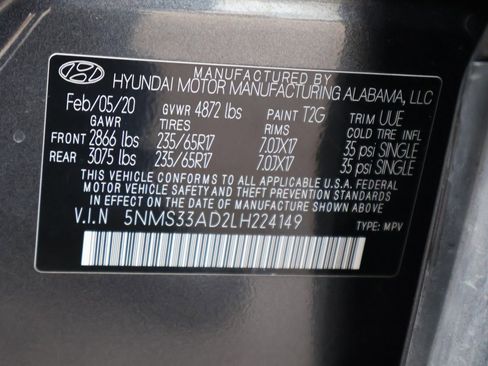 MANUFACTURED BY
HYUNDAI MOTOR MANUFACTURING ALABAMA, LLC
Feb/05/20 GVWR 4872 lbs PAINT T2G TRIM UUE
GAWR TIRES RIMS COLD TIRE INFL
FRONT 2866 lbs 235/65R17 7.0JX17 35 psi SINGLE
REAR 3075 lbs 235/65R17 7.0JX17 35 psi SINGLE
THIS VEHICLE CONFORMS TO ALL APPLICABLE U.S.A. FEDERAL
MOTOR VEHICLE SAFETY AND THEFT PREVENTION STANDARDS
IN EFFECT ON THE DATE OF MANUFACTURE SHOWN ABOVE.
V.I.N 5NMS33AD2LH224149 TYPE: MPV